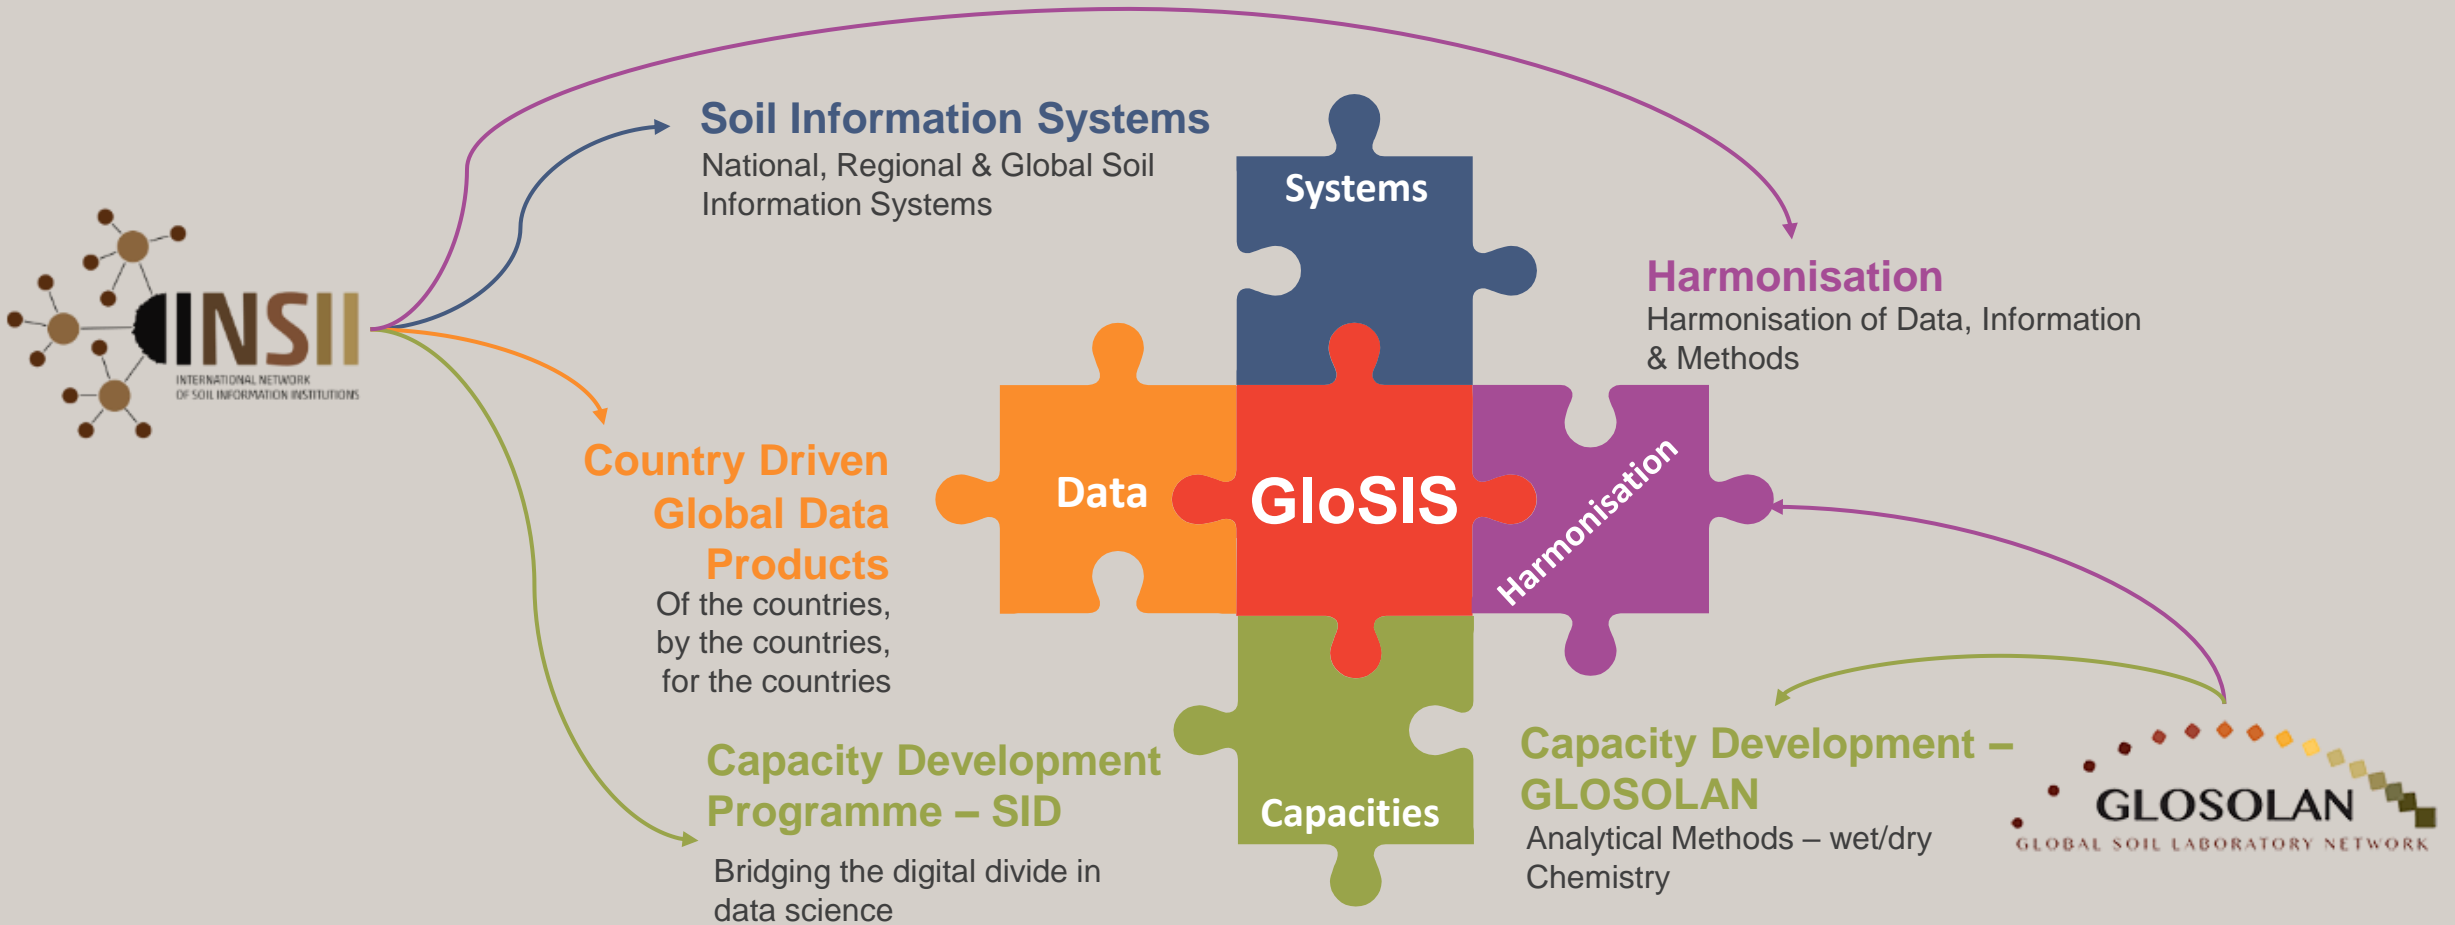 Soil Information Systems
National, Regional & Global Soil
Information Systems
Systems
Harmonisation
Harmonisation of Data, Information
& Methods
INSII
INTERNATIONAL NETWORK
OF SOIL INFORMATION INSTITUTIONS
Country Driven
Global Data
Products
Of the countries,
by the countries,
for the countries
Data
GloSIS
Harmonisation
Capacity Development
Programme – SID
Bridging the digital divide in
data science
Capacities
Capacity Development –
GLOSOLAN
Analytical Methods – wet/dry
Chemistry
GLOSOLAN
GLOBAL SOIL LABORATORY NETWORK